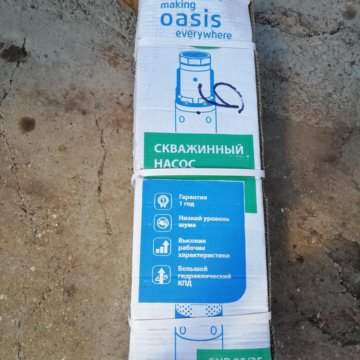 making
oasis
everywhere
СКВАЖИННЫЙ
НАСОС
Гарантия
1 год
Низкий уровень
шума
Высокие
рабочие
характеристики
Большой
гидравлический
КПД